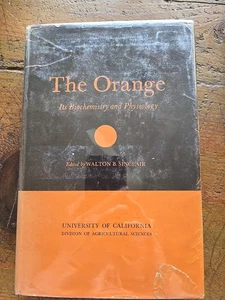 The Orange
Its Biochemistry and Physiology
Edited by WALTON B. SINCLAIR
UNIVERSITY OF CALIFORNIA
DIVISION OF AGRICULTURAL SCIENCES